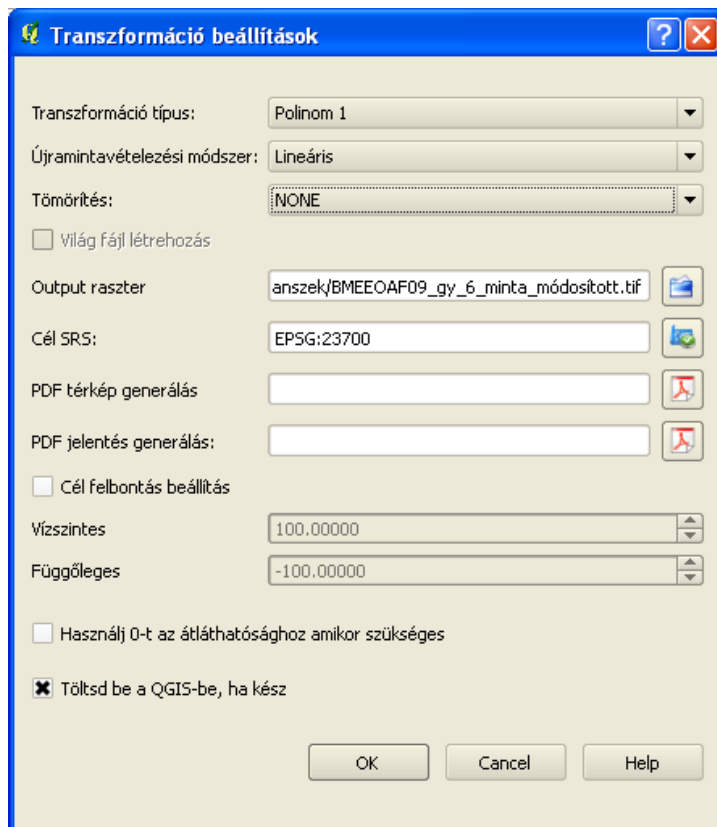 Transzformáció beállítások
Transzformáció típus: Polinom 1
Újramintavételezési módszer: Lineáris
Tömörítés: NONE
Világ fájl létrehozás
Output raszter anszek/BMEEOAF09_gy_6_minta_módosított.tif
Cél SRS: EPSG:23700
PDF térkép generálás
PDF jelentés generálás:
Cél felbontás beállítás
Vízszintes 100.00000
Függőleges -100.00000
Használj 0-t az átláthatósághoz amikor szükséges
Töltsd be a QGIS-be, ha kész
OK Cancel Help